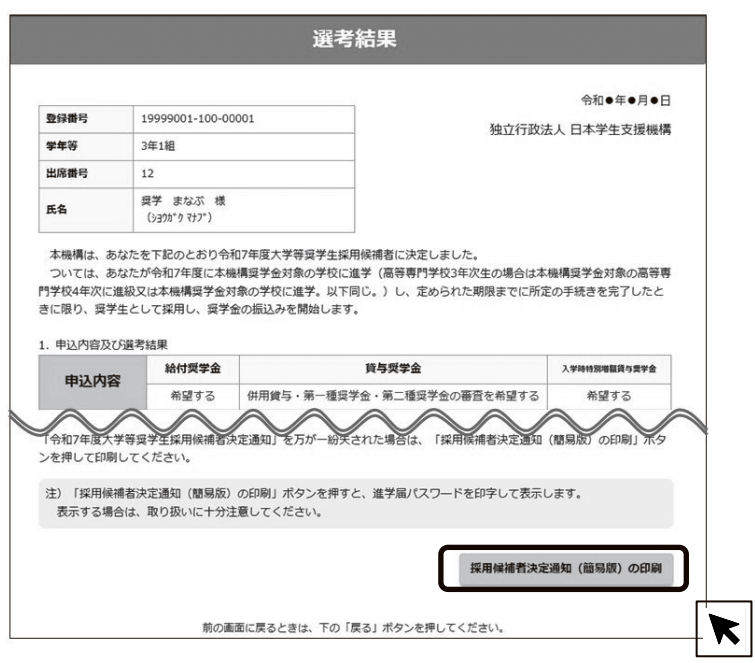 選考結果
令和●年●月●日
独立行政法人 日本学生支援機構
登録番号 19999001-100-00001
学年等 3年1組
出席番号 12
氏名 奨学 まなぶ 様
(ｼｮｳｶﾞｸ ﾏﾅﾌﾞ)
本機構は、あなたを下記のとおり令和7年度大学等奨学生採用候補者に決定しました。
ついては、あなたが令和7年度に本機構奨学金対象の学校に進学（高等専門学校3年次生の場合は本機構奨学金対象の高等専
門学校4年次に進級又は本機構奨学金対象の学校に進学。以下同じ。）し、定められた期限までに所定の手続きを完了したと
きに限り、奨学生として採用し、奨学金の振込みを開始します。
1. 申込内容及び選考結果
申込内容 給付奨学金 貸与奨学金 入学時特別増額貸与奨学金
希望する 併用貸与・第一種奨学金・第二種奨学金の審査を希望する 希望する
「令和7年度大学等奨学生採用候補者決定通知」を万が一紛失された場合は、「採用候補者決定通知（簡易版）の印刷」ボタ
ンを押して印刷してください。
注）「採用候補者決定通知（簡易版）の印刷」ボタンを押すと、進学届パスワードを印字して表示します。
表示する場合は、取り扱いに十分注意してください。
採用候補者決定通知（簡易版）の印刷
前の画面に戻るときは、下の「戻る」ボタンを押してください。